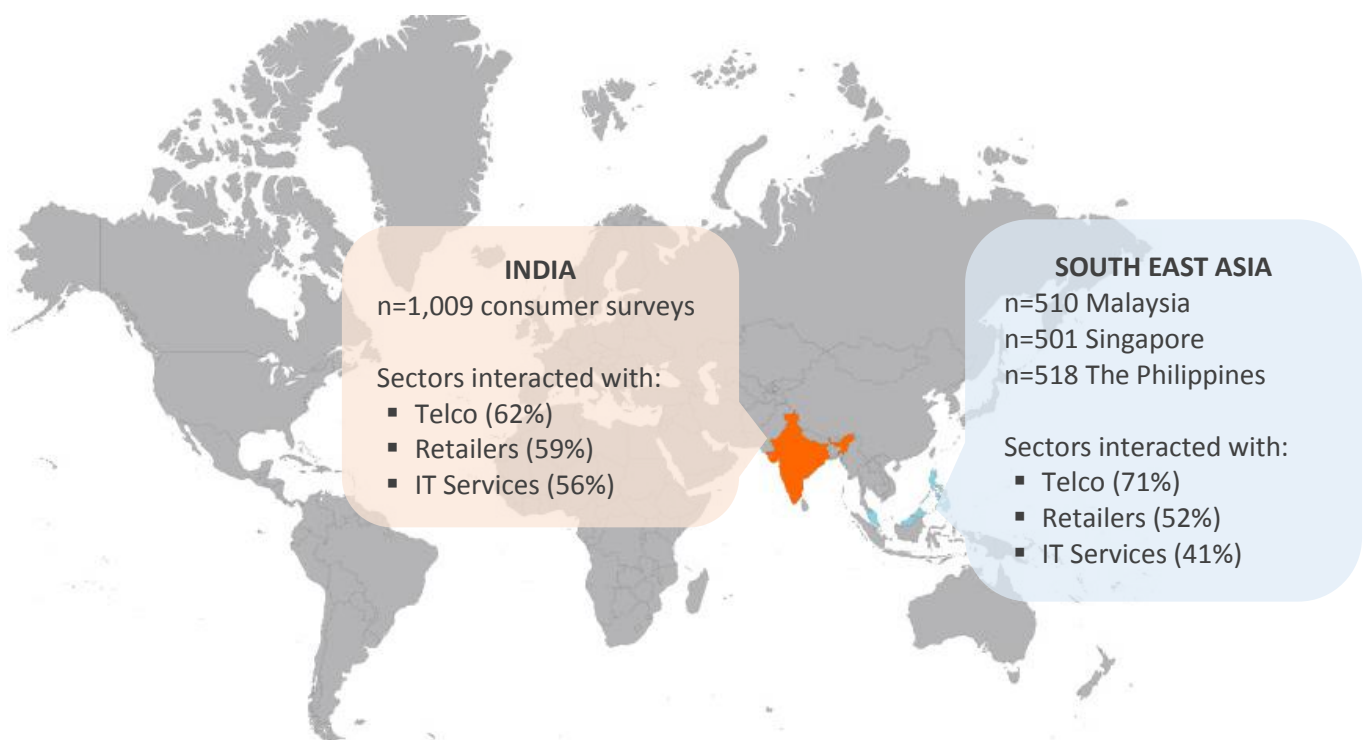 INDIA
n=1,009 consumer surveys
Sectors interacted with:
▪ Telco (62%)
▪ Retailers (59%)
▪ IT Services (56%)
SOUTH EAST ASIA
n=510 Malaysia
n=501 Singapore
n=518 The Philippines
Sectors interacted with:
▪ Telco (71%)
▪ Retailers (52%)
▪ IT Services (41%)